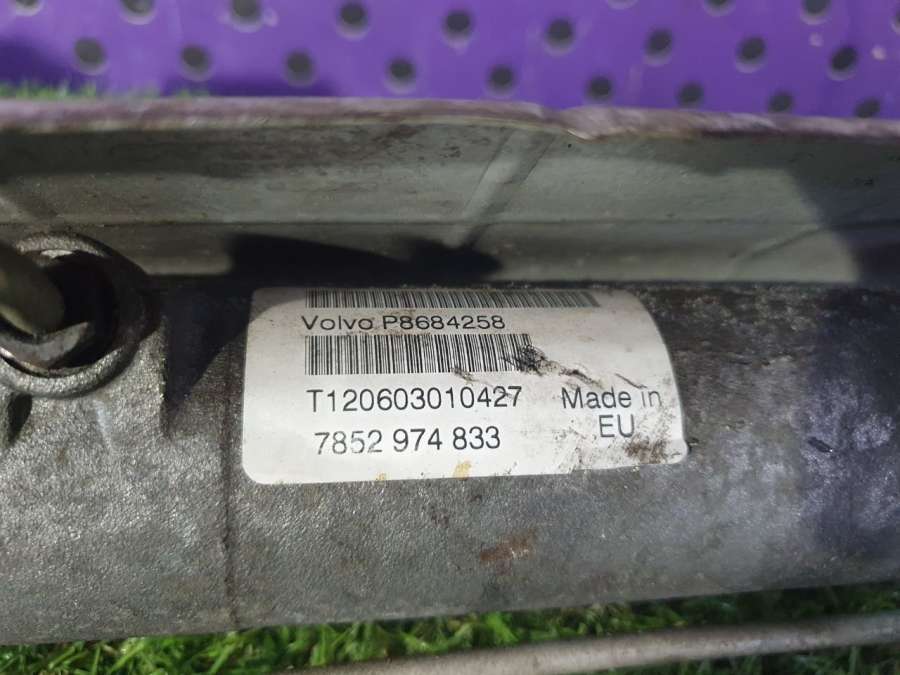 Volvo P8684258
T120603010427
7852 974 833
Made in
EU